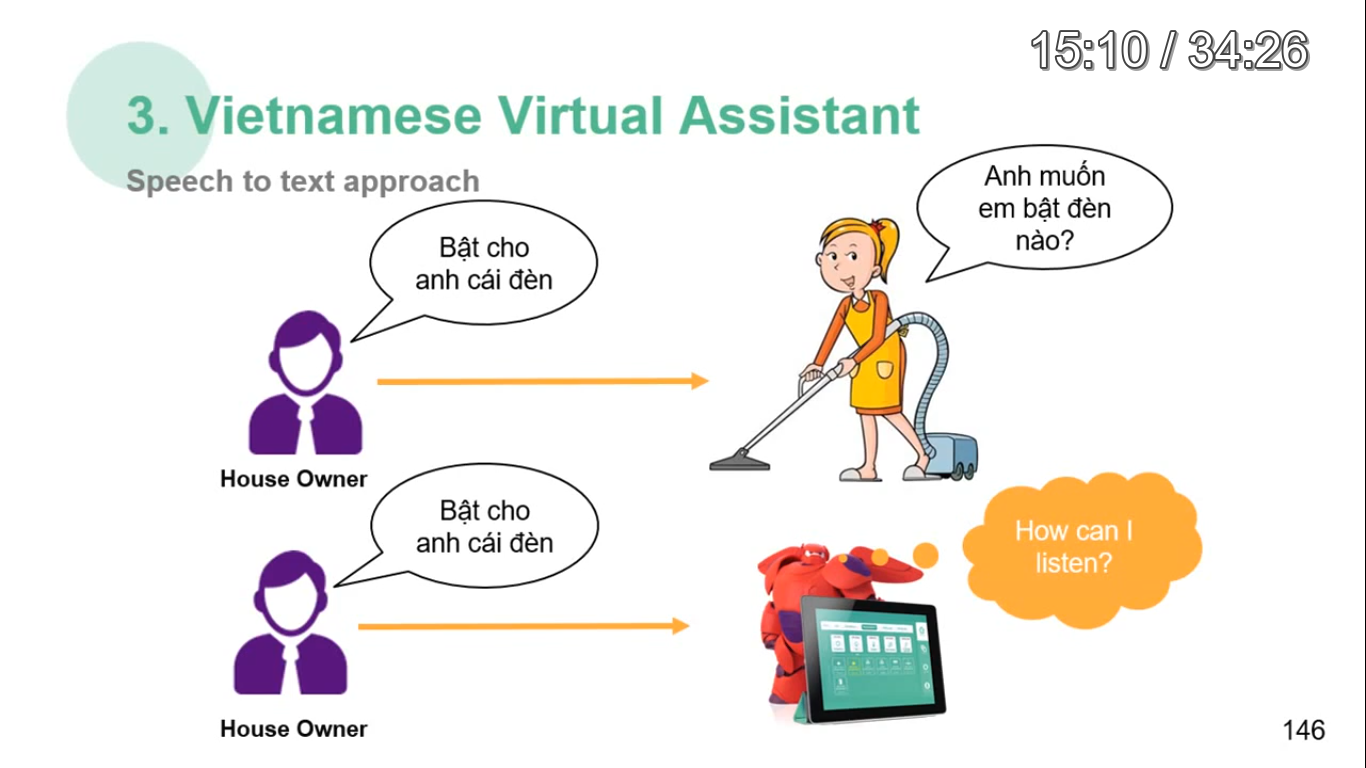 15:10 / 34:26
3. Vietnamese Virtual Assistant
Speech to text approach
Bật cho
anh cái đèn
Anh muốn
em bật đèn
nào?
House Owner
Bật cho
anh cái đèn
How can I
listen?
House Owner
146